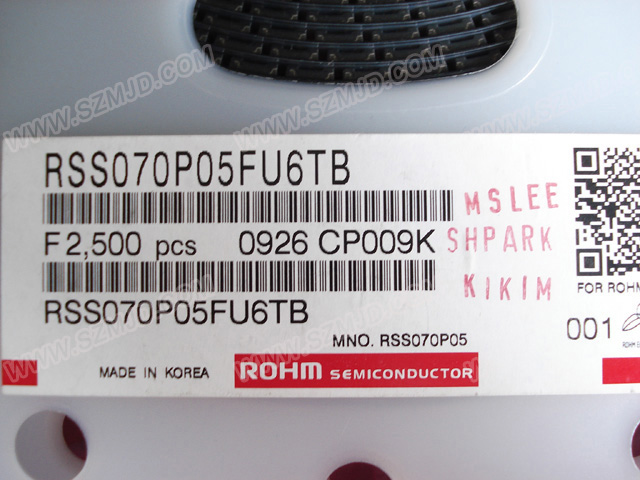 WWW.SZMJD.COM
WWW.SZMJD.COM
RSS070P05FU6TB
MSLEE
F 2,500 pcs 0926 CP009K
SHPARK
KIKIM
RSS070P05FU6TB
FOR ROHM
001
MNO. RSS070P05
MADE IN KOREA
ROHM SEMICONDUCTOR